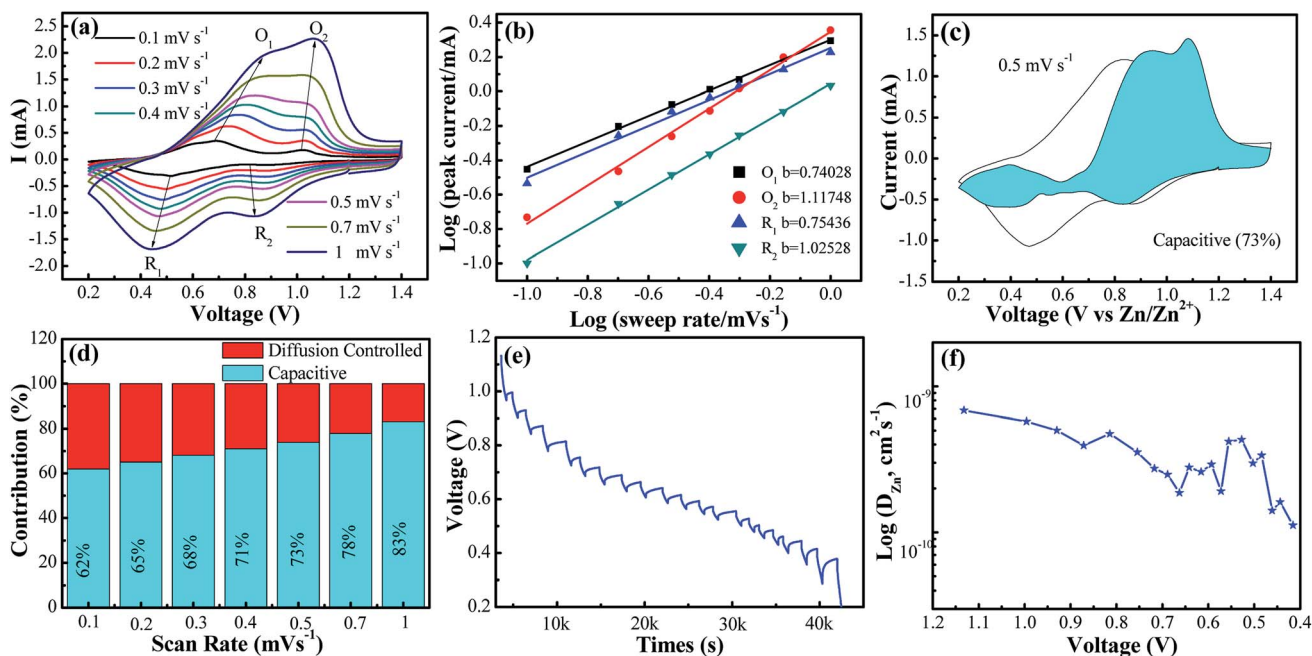 (a)
O₁
O₂
0.1 mV s⁻¹
0.2 mV s⁻¹
0.3 mV s⁻¹
0.4 mV s⁻¹
0.5 mV s⁻¹
0.7 mV s⁻¹
1 mV s⁻¹
R₁
R₂
I (mA)
2.5
2.0
1.5
1.0
0.5
0.0
-0.5
-1.0
-1.5
-2.0
0.2 0.4 0.6 0.8 1.0 1.2 1.4
Voltage (V)
(b)
Log (peak current/mA)
0.4
0.2
0.0
-0.2
-0.4
-0.6
-0.8
-1.0
O₁ b=0.74028
O₂ b=1.11748
R₁ b=0.75436
R₂ b=1.02528
-1.0 -0.8 -0.6 -0.4 -0.2 0.0
Log (sweep rate/mVs⁻¹)
(c)
0.5 mV s⁻¹
Capacitive (73%)
Current (mA)
1.5
1.0
0.5
0.0
-0.5
-1.0
-1.5
0.2 0.4 0.6 0.8 1.0 1.2 1.4
Voltage (V vs Zn/Zn²⁺)
(d)
Diffusion Controlled
Capacitive
Contribution (%)
120
100
80
60
40
20
0
62%
65%
68%
71%
73%
78%
83%
0.1 0.2 0.3 0.4 0.5 0.7 1
Scan Rate (mVs⁻¹)
(e)
Voltage (V)
1.2
1.0
0.8
0.6
0.4
0.2
10k 20k 30k 40k
Times (s)
(f)
Log (D_Zn, cm² s⁻¹)
10⁻⁹
10⁻¹⁰
1.2 1.1 1.0 0.9 0.8 0.7 0.6 0.5 0.4
Voltage (V)